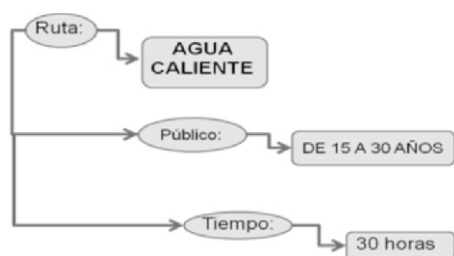 Ruta:
AGUA
CALIENTE
Público:
DE 15 A 30 AÑOS
Tiempo:
30 horas